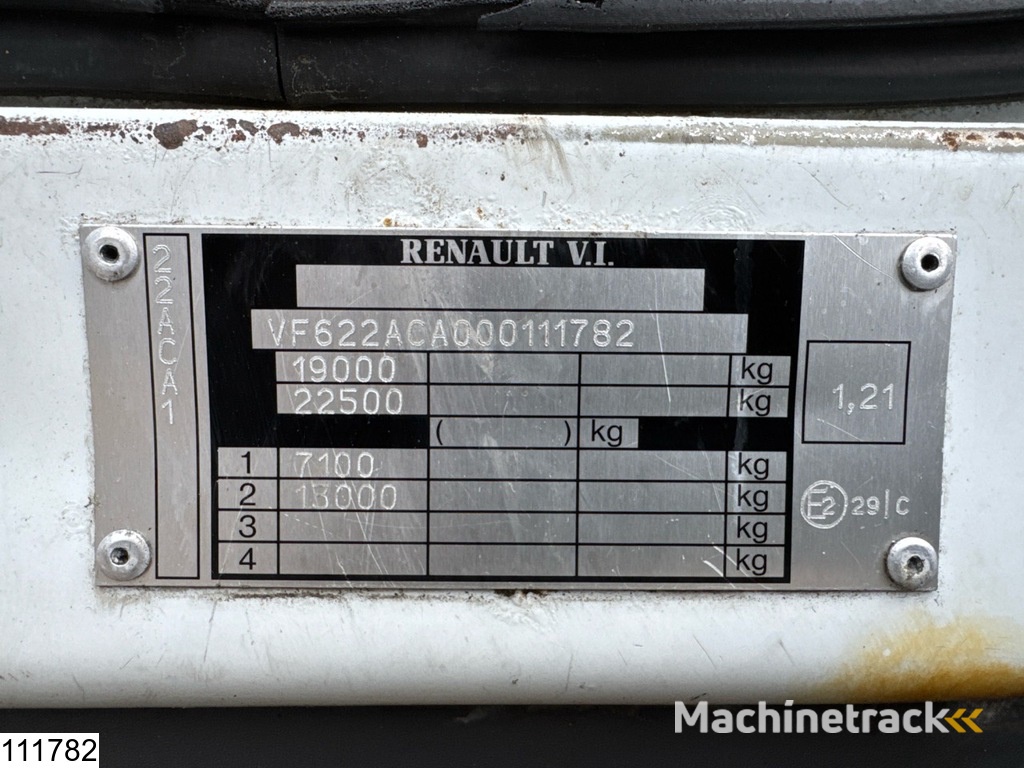 RENAULT V.I.
22ACA1
VF622ACA000111782
19000 kg
22500 kg
( ) kg
1 7100 kg
2 13000 kg
3 kg
4 kg
1,21
E2 29/C
Machinetrack
111782